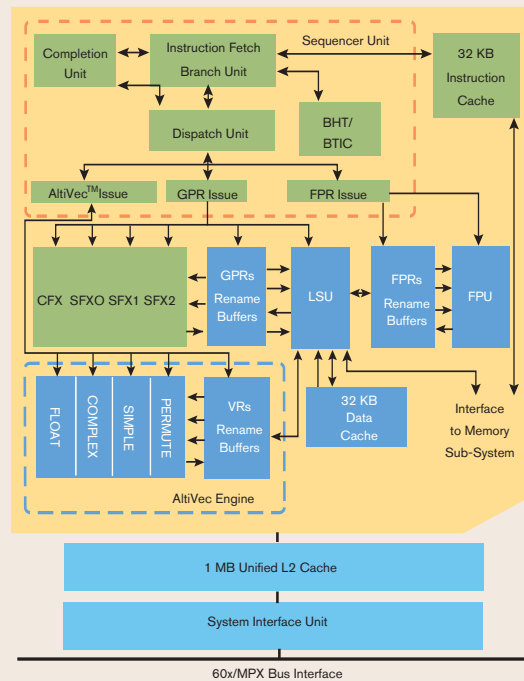 Completion
Unit
Instruction Fetch
Branch Unit
Sequencer Unit
32 KB
Instruction
Cache
Dispatch Unit
BHT/
BTIC
AltiVec™Issue
GPR Issue
FPR Issue
CFX SFXO SFX1 SFX2
GPRs
Rename
Buffers
LSU
FPRs
Rename
Buffers
FPU
FLOAT
COMPLEX
SIMPLE
PERMUTE
VRs
Rename
Buffers
32 KB
Data
Cache
Interface
to Memory
Sub-System
AltiVec Engine
1 MB Unified L2 Cache
System Interface Unit
60x/MPX Bus Interface